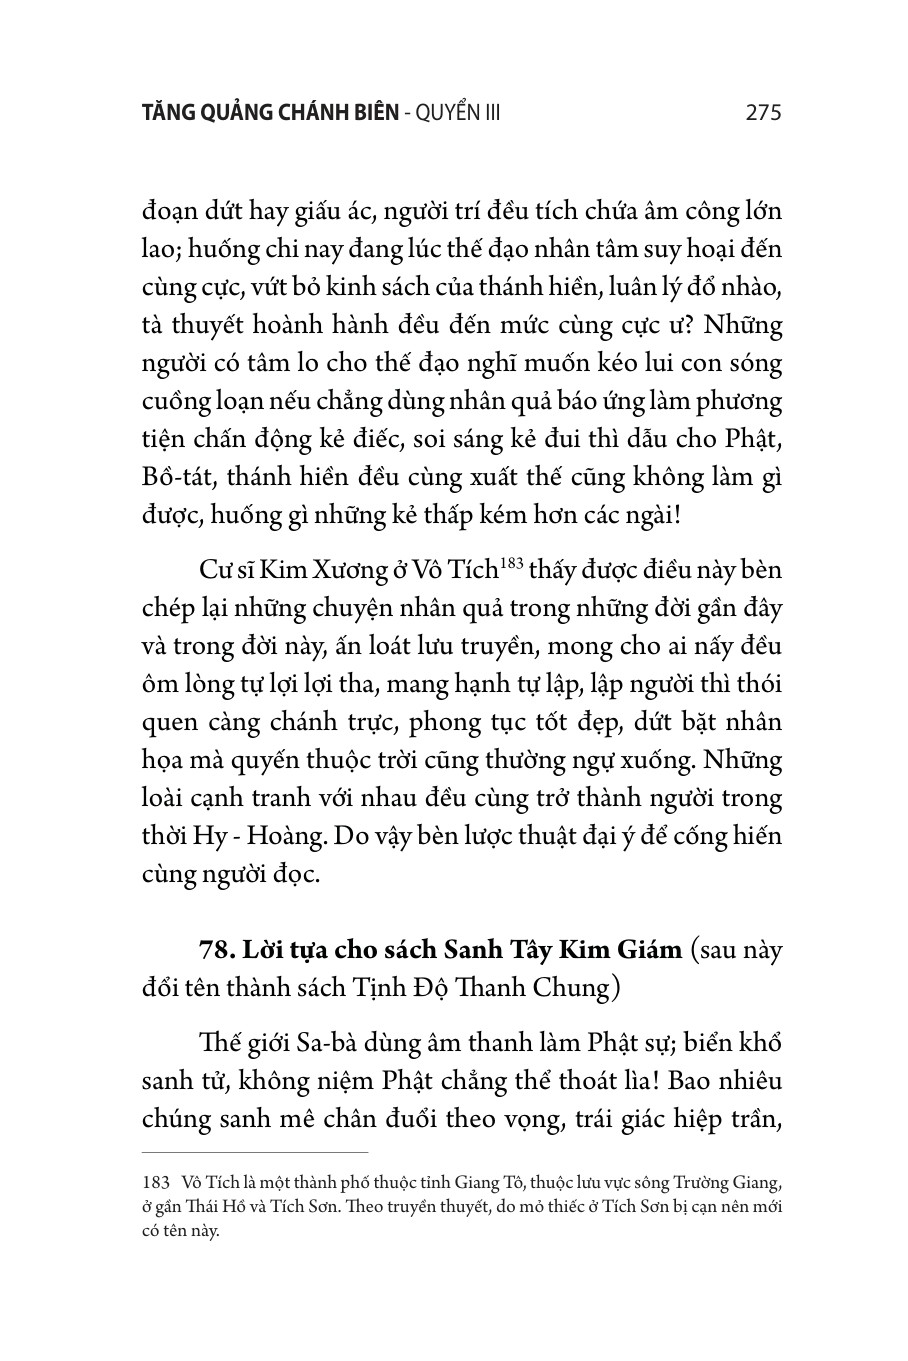 TĂNG QUẢNG CHÁNH BIÊN - QUYỂN III 275
đoạn dứt hay giấu ác, người trí đều tích chứa âm công lớn
lao; huống chi nay đang lúc thế đạo nhân tâm suy hoại đến
cùng cực, vứt bỏ kinh sách của thánh hiền, luân lý đổ nhào,
tà thuyết hoành hành đều đến mức cùng cực ư? Những
người có tâm lo cho thế đạo nghĩ muốn kéo lui con sóng
cuồng loạn nếu chẳng dùng nhân quả báo ứng làm phương
tiện chấn động kẻ điếc, soi sáng kẻ đui thì dẫu cho Phật,
Bồ-tát, thánh hiền đều cùng xuất thế cũng không làm gì
được, huống gì những kẻ thấp kém hơn các ngài!
Cư sĩ Kim Xương ở Vô Tích183 thấy được điều này bèn
chép lại những chuyện nhân quả trong những đời gần đây
và trong đời này, ấn loát lưu truyền, mong cho ai nấy đều
ôm lòng tự lợi lợi tha, mang hạnh tự lập, lập người thì thói
quen càng chánh trực, phong tục tốt đẹp, dứt bặt nhân
họa mà quyến thuộc trời cũng thường ngự xuống. Những
loài cạnh tranh với nhau đều cùng trở thành người trong
thời Hy - Hoàng. Do vậy bèn lược thuật đại ý để cống hiến
cùng người đọc.
78. Lời tựa cho sách Sanh Tây Kim Giám (sau này
đổi tên thành sách Tịnh Độ Thanh Chung)
Thế giới Sa-bà dùng âm thanh làm Phật sự; biển khổ
sanh tử, không niệm Phật chẳng thể thoát lìa! Bao nhiêu
chúng sanh mê chân đuổi theo vọng, trái giác hiệp trần,
183 Vô Tích là một thành phố thuộc tỉnh Giang Tô, thuộc lưu vực sông Trường Giang,
ở gần Thái Hồ và Tích Sơn. Theo truyền thuyết, do mỏ thiếc ở Tích Sơn bị cạn nên mới
có tên này.